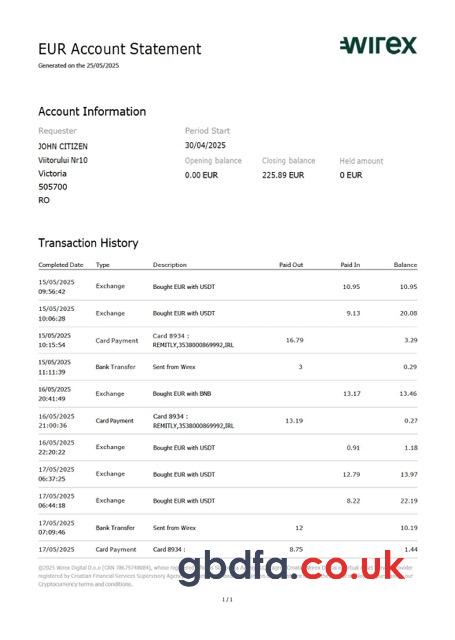 EUR Account Statement
wirex
Generated on the 25/05/2025
Account Information
Requester Period Start
JOHN CITIZEN 30/04/2025
Viitorului Nr10 Opening balance Closing balance Held amount
Victoria 0.00 EUR 225.89 EUR 0 EUR
505700
RO
Transaction History
Completed Date Type Description Paid Out Paid In Balance
15/05/2025
09:56:42 Exchange Bought EUR with USDT 10.95 10.95
15/05/2025
10:06:28 Exchange Bought EUR with USDT 9.13 20.08
15/05/2025 Card 8934 :
10:15:54 Card Payment REMITLY,3538000869992,IRL 16.79 3.29
15/05/2025
11:11:39 Bank Transfer Sent from Wirex 3 0.29
16/05/2025
20:41:49 Exchange Bought EUR with BNB 13.17 13.46
16/05/2025 Card 8934 :
21:00:36 Card Payment REMITLY,3538000869992,IRL 13.19 0.27
16/05/2025
22:20:22 Exchange Bought EUR with USDT 0.91 1.18
17/05/2025
06:37:25 Exchange Bought EUR with USDT 12.79 13.97
17/05/2025
06:44:18 Exchange Bought EUR with USDT 8.22 22.19
17/05/2025
07:09:46 Bank Transfer Sent from Wirex 12 10.19
17/05/2025 Card Payment Card 8934 : 8.75 1.44
gbdfa.co.uk
©2025 Wirex Digital D.o.o (CRN 78679748084), whose registered
registered by Croatian Financial Services Supervisory
Cryptocurrency terms and conditions.
1 / 1